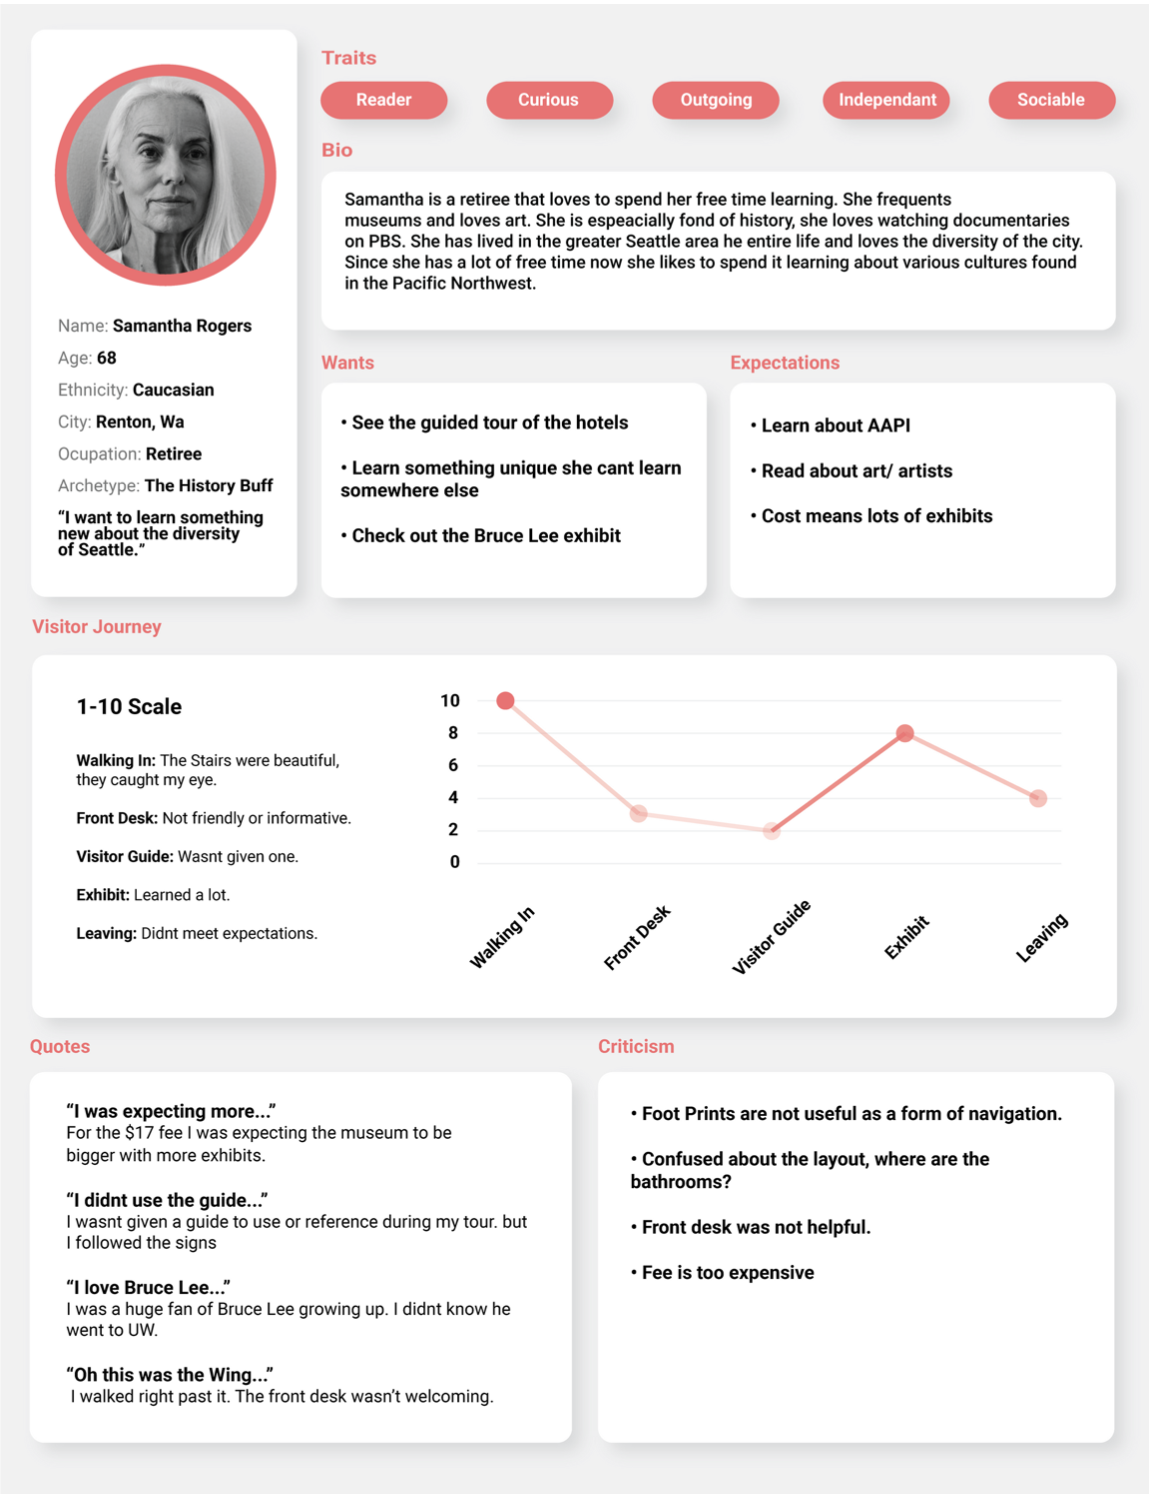 Traits
Reader
Curious
Outgoing
Independant
Sociable
Bio
Samantha is a retiree that loves to spend her free time learning. She frequents
museums and loves art. She is espeacially fond of history, she loves watching documentaries
on PBS. She has lived in the greater Seattle area he entire life and loves the diversity of the city.
Since she has a lot of free time now she likes to spend it learning about various cultures found
in the Pacific Northwest.
Name: Samantha Rogers
Age: 68
Ethnicity: Caucasian
City: Renton, Wa
Ocupation: Retiree
Archetype: The History Buff
“I want to learn something
new about the diversity
of Seattle.”
Wants
• See the guided tour of the hotels
• Learn something unique she cant learn
somewhere else
• Check out the Bruce Lee exhibit
Expectations
• Learn about AAPI
• Read about art/ artists
• Cost means lots of exhibits
Visitor Journey
1-10 Scale
Walking In: The Stairs were beautiful,
they caught my eye.
Front Desk: Not friendly or informative.
Visitor Guide: Wasnt given one.
Exhibit: Learned a lot.
Leaving: Didnt meet expectations.
10
8
6
4
2
0
Walking In
Front Desk
Visitor Guide
Exhibit
Leaving
Quotes
“I was expecting more...”
For the $17 fee I was expecting the museum to be
bigger with more exhibits.
“I didnt use the guide...”
I wasnt given a guide to use or reference during my tour. but
I followed the signs
“I love Bruce Lee...”
I was a huge fan of Bruce Lee growing up. I didnt know he
went to UW.
“Oh this was the Wing...”
I walked right past it. The front desk wasn’t welcoming.
Criticism
• Foot Prints are not useful as a form of navigation.
• Confused about the layout, where are the
bathrooms?
• Front desk was not helpful.
• Fee is too expensive